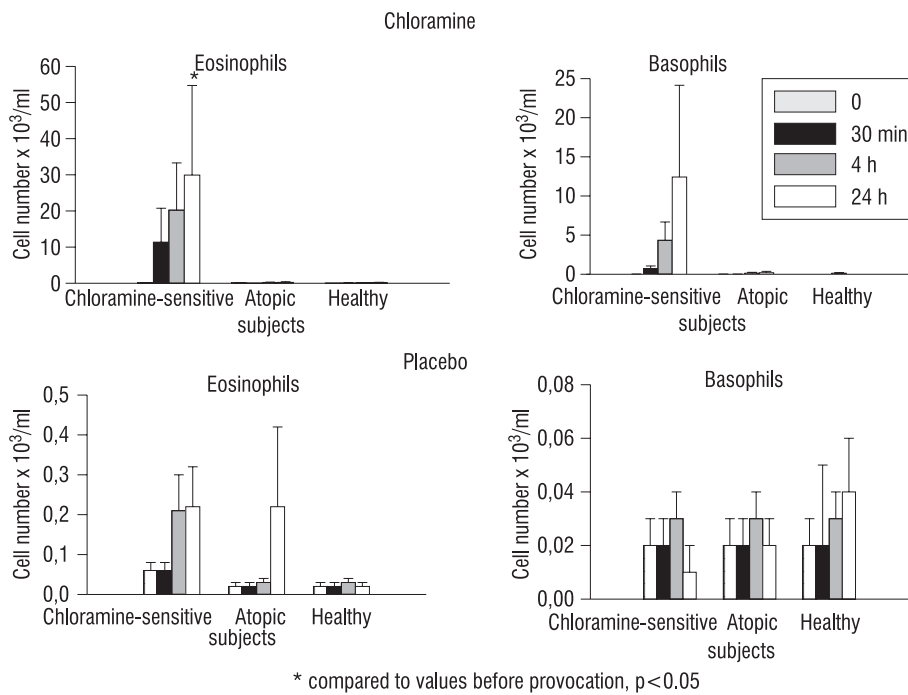 Chloramine
Eosinophils
*
Cell number x 10³/ml
60
50
40
30
20
10
0
Chloramine-sensitive Atopic Healthy
subjects
Basophils
Cell number x 10³/ml
25
20
15
10
5
0
Chloramine-sensitive Atopic Healthy
subjects
0
30 min
4 h
24 h
Placebo
Eosinophils
Cell number x 10³/ml
0,5
0,4
0,3
0,2
0,1
0,0
Chloramine-sensitive Atopic Healthy
subjects
Basophils
Cell number x 10³/ml
0,08
0,06
0,04
0,02
0,00
Chloramine-sensitive Atopic Healthy
subjects
* compared to values before provocation, p<0.05